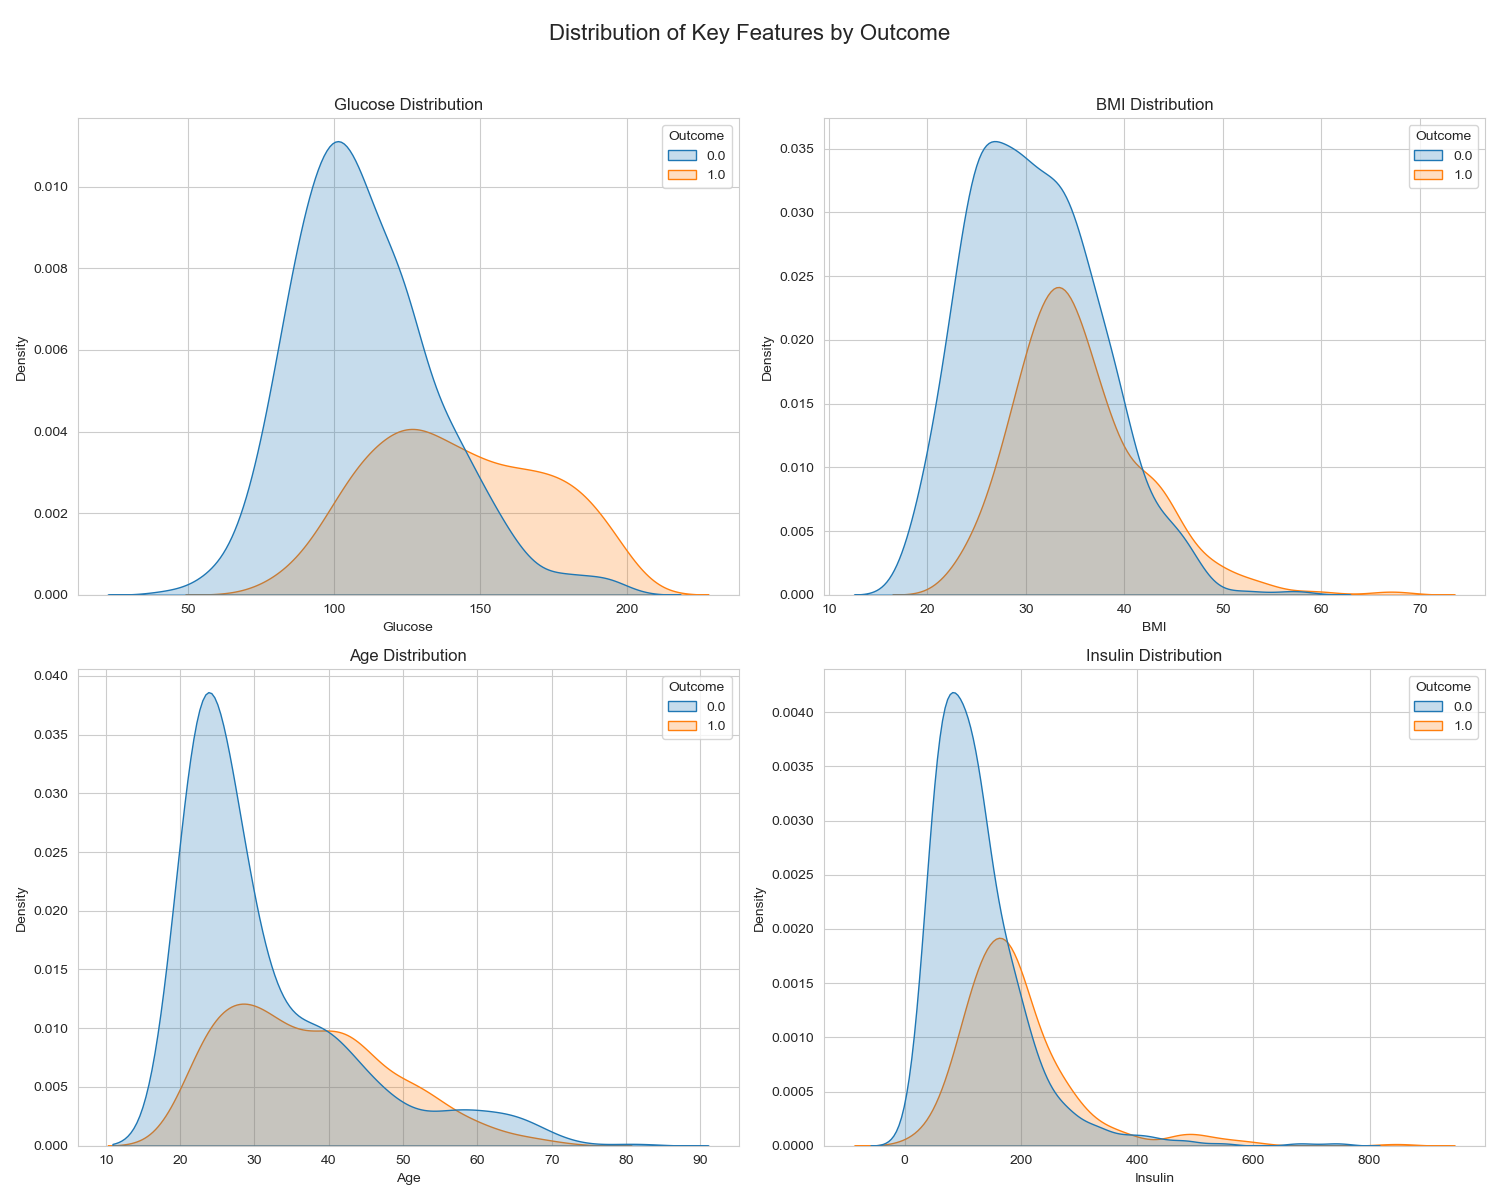 Distribution of Key Features by Outcome
Glucose Distribution
Outcome
0.0
1.0
0.010
0.008
0.006
0.004
0.002
0.000
Density
50 100 150 200
Glucose
BMI Distribution
Outcome
0.0
1.0
0.035
0.030
0.025
0.020
0.015
0.010
0.005
0.000
Density
10 20 30 40 50 60 70
BMI
Age Distribution
Outcome
0.0
1.0
0.040
0.035
0.030
0.025
0.020
0.015
0.010
0.005
0.000
Density
10 20 30 40 50 60 70 80 90
Age
Insulin Distribution
Outcome
0.0
1.0
0.0040
0.0035
0.0030
0.0025
0.0020
0.0015
0.0010
0.0005
0.0000
Density
0 200 400 600 800
Insulin